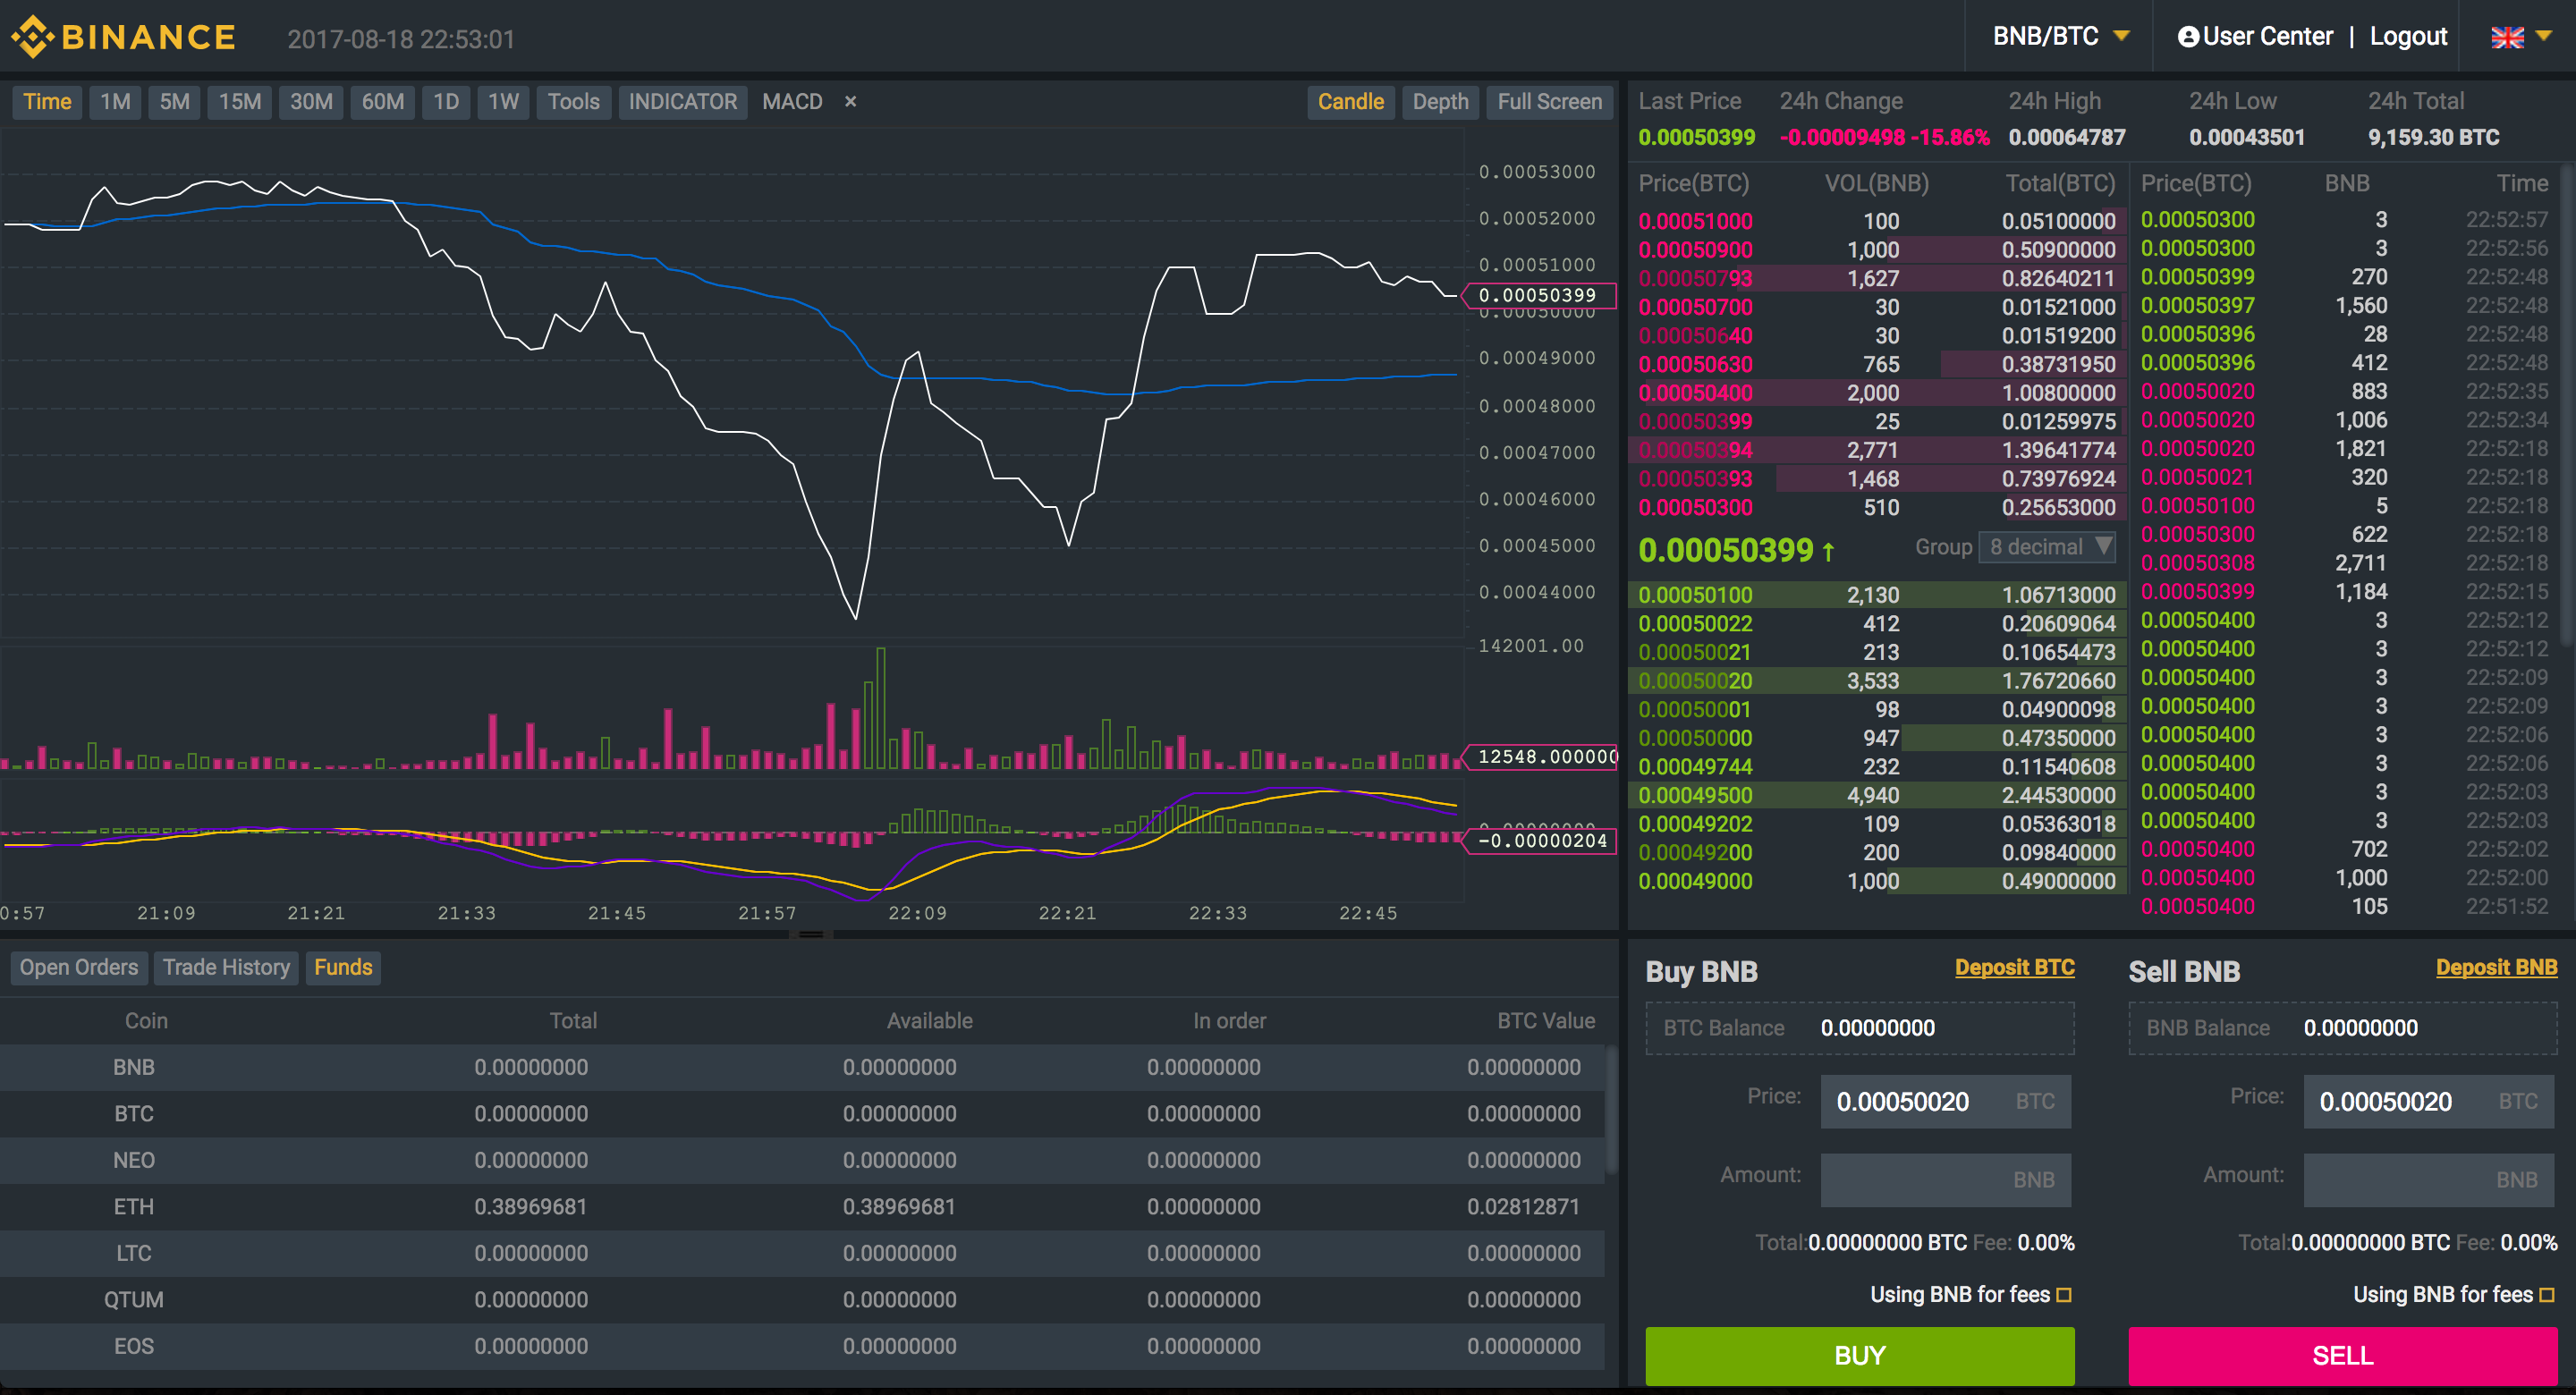 BINANCE 2017-08-18 22:53:01 BNB/BTC User Center | Logout
Time 1M 5M 15M 30M 60M 1D 1W Tools INDICATOR MACD × Candle Depth Full Screen
0.00053000
0.00052000
0.00051000
0.00050399
0.00050000
0.00049000
0.00048000
0.00047000
0.00046000
0.00045000
0.00044000
142001.00
12548.000000
-0.00000204
0:57 21:09 21:21 21:33 21:45 21:57 22:09 22:21 22:33 22:45
Last Price 24h Change 24h High 24h Low 24h Total
0.00050399 -0.00009498 -15.86% 0.00064787 0.00043501 9,159.30 BTC
Price(BTC) VOL(BNB) Total(BTC)
0.00051000 100 0.05100000
0.00050900 1,000 0.50900000
0.00050793 1,627 0.82640211
0.00050700 30 0.01521000
0.00050640 30 0.01519200
0.00050630 765 0.38731950
0.00050400 2,000 1.00800000
0.00050399 25 0.01259975
0.00050394 2,771 1.39641774
0.00050393 1,468 0.73976924
0.00050300 510 0.25653000
0.00050399↑ Group 8 decimal
0.00050100 2,130 1.06713000
0.00050022 412 0.20609064
0.00050021 213 0.10654473
0.00050020 3,533 1.76720660
0.00050001 98 0.04900098
0.00050000 947 0.47350000
0.00049744 232 0.11540608
0.00049500 4,940 2.44530000
0.00049202 109 0.05363018
0.00049200 200 0.09840000
0.00049000 1,000 0.49000000
Price(BTC) BNB Time
0.00050300 3 22:52:57
0.00050300 3 22:52:56
0.00050399 270 22:52:48
0.00050397 1,560 22:52:48
0.00050396 28 22:52:48
0.00050396 412 22:52:48
0.00050020 883 22:52:35
0.00050020 1,006 22:52:34
0.00050020 1,821 22:52:18
0.00050021 320 22:52:18
0.00050100 5 22:52:18
0.00050300 622 22:52:18
0.00050308 2,711 22:52:18
0.00050399 1,184 22:52:15
0.00050400 3 22:52:12
0.00050400 3 22:52:12
0.00050400 3 22:52:09
0.00050400 3 22:52:09
0.00050400 3 22:52:06
0.00050400 3 22:52:06
0.00050400 3 22:52:03
0.00050400 3 22:52:03
0.00050400 702 22:52:02
0.00050400 1,000 22:52:00
0.00050400 105 22:51:52
Open Orders Trade History Funds
Coin Total Available In order BTC Value
BNB 0.00000000 0.00000000 0.00000000 0.00000000
BTC 0.00000000 0.00000000 0.00000000 0.00000000
NEO 0.00000000 0.00000000 0.00000000 0.00000000
ETH 0.38969681 0.38969681 0.00000000 0.02812871
LTC 0.00000000 0.00000000 0.00000000 0.00000000
QTUM 0.00000000 0.00000000 0.00000000 0.00000000
EOS 0.00000000 0.00000000 0.00000000 0.00000000
Buy BNB Deposit BTC
BTC Balance 0.00000000
Price: 0.00050020 BTC
Amount: BNB
Total:0.00000000 BTC Fee: 0.00%
Using BNB for fees
BUY
Sell BNB Deposit BNB
BNB Balance 0.00000000
Price: 0.00050020 BTC
Amount: BNB
Total:0.00000000 BTC Fee: 0.00%
Using BNB for fees
SELL